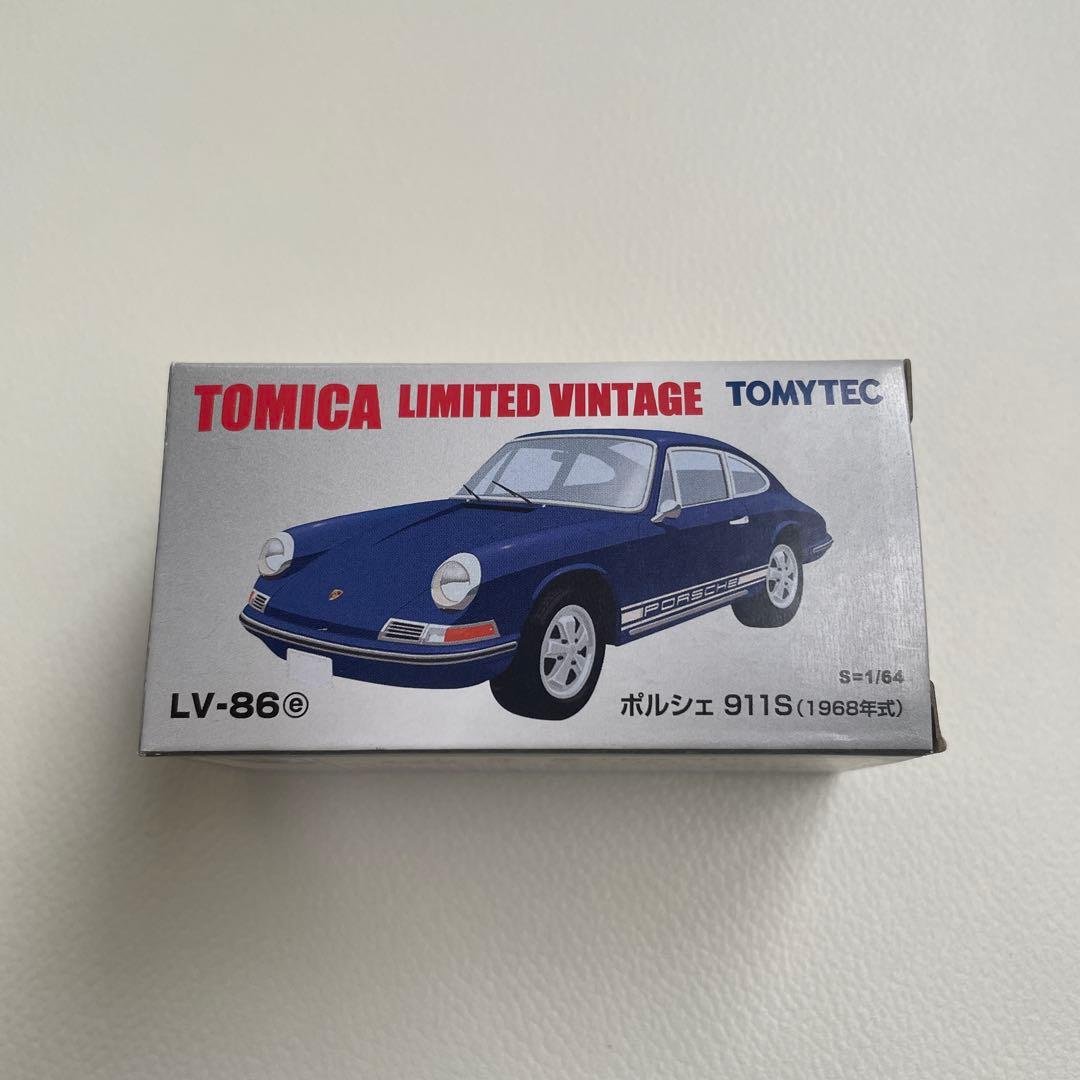 TOMICA LIMITED VINTAGE TOMYTEC
PORSCHE
S=1/64
LV-86ⓔ ポルシェ 911S(1968年式)